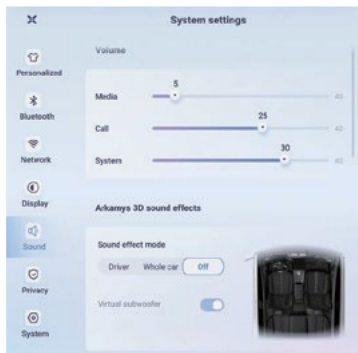 System settings
Volume
Personalized
5
Media 40
Bluetooth
25
Call 40
30
System 40
Network
Display
Arkamys 3D sound effects
Sound
Sound effect mode
Driver Whole car Off
Privacy
Virtual subwoofer
System